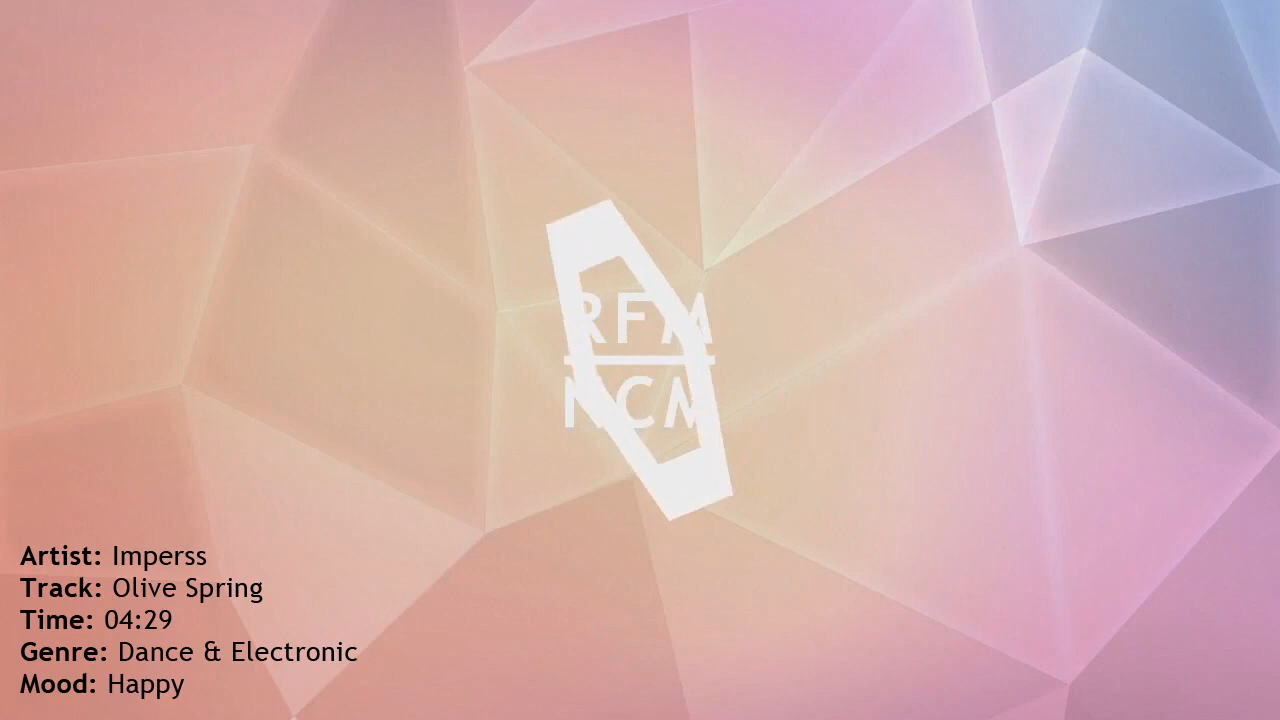 RFM
NCM
Artist: Imperss
Track: Olive Spring
Time: 04:29
Genre: Dance & Electronic
Mood: Happy